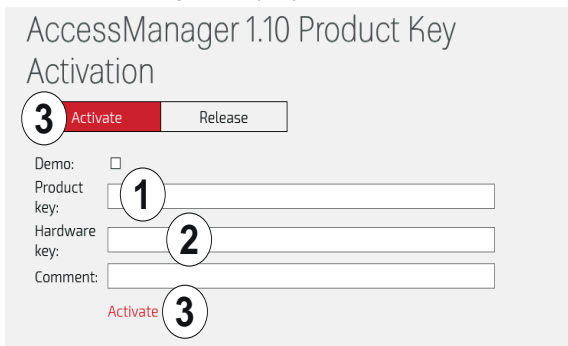 AccessManager 1.10 Product Key
Activation
3 Activate Release
Demo:
Product
key:
1
Hardware
key:
2
Comment:
Activate 3